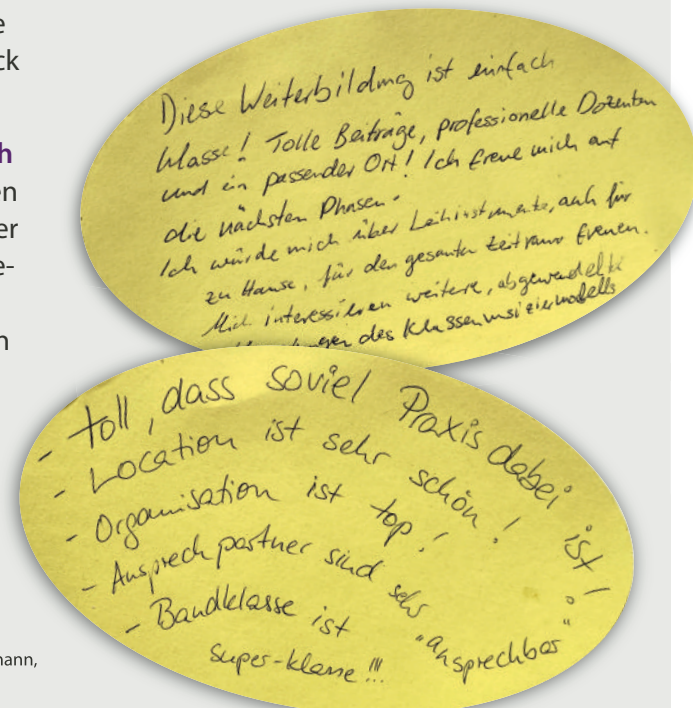 e
ck
h
en
er
e-
n
Diese Weiterbildung ist einfach
klasse! Tolle Beiträge, professionelle Dozenten
und ein passender Ort! Ich freue mich auf
die nächsten Phasen.
Ich würde mich über Leihinstrumente, auch für
zu Hause, für den gesamten Zeitraum freuen.
Mich interessieren weitere, abgewandelte
des Klassenmusiziermodells
- toll, dass soviel Praxis dabei ist!
- Location ist sehr schön!
- Organisation ist top!
- Ansprechpartner sind sehr „ansprechbar“
- Bandklasse ist
super-klasse!!!
mann,